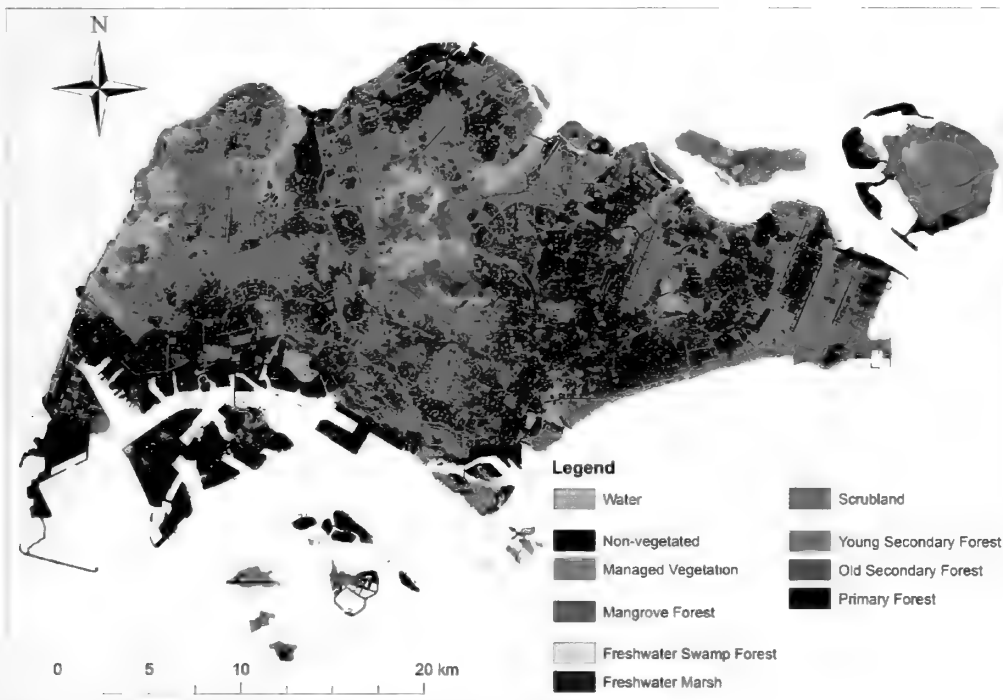 N
Legend
Water
Non-vegetated
Managed Vegetation
Mangrove Forest
Freshwater Swamp Forest
Freshwater Marsh
Scrubland
Young Secondary Forest
Old Secondary Forest
Primary Forest
0 5 10 20 km